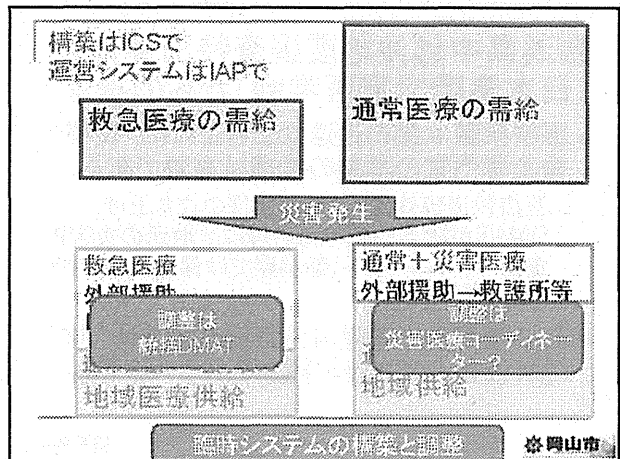 構築はICSで
運営システムはIAPで
救急医療の需給
通常医療の需給
災害発生
救急医療
外部援助
調整は
統括DMAT
地域医療供給
通常＋災害医療
外部援助→救護所等
調整は
災害医療コーディネー
ター？
地域供給
臨時システムの構築と調整
岡山市